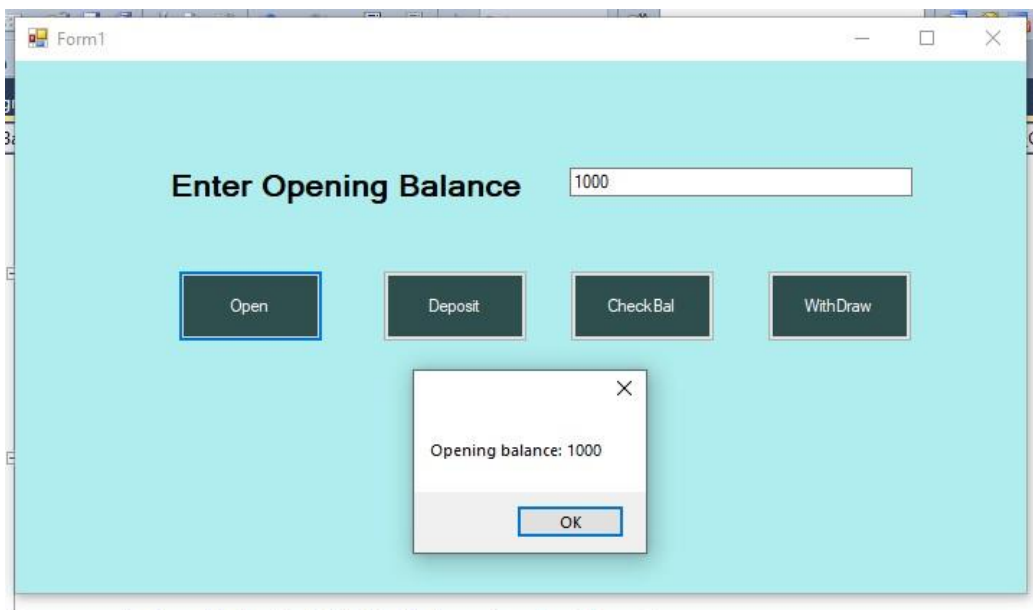 Form1
Enter Opening Balance
1000
Open
Deposit
CheckBal
WithDraw
Opening balance: 1000
OK